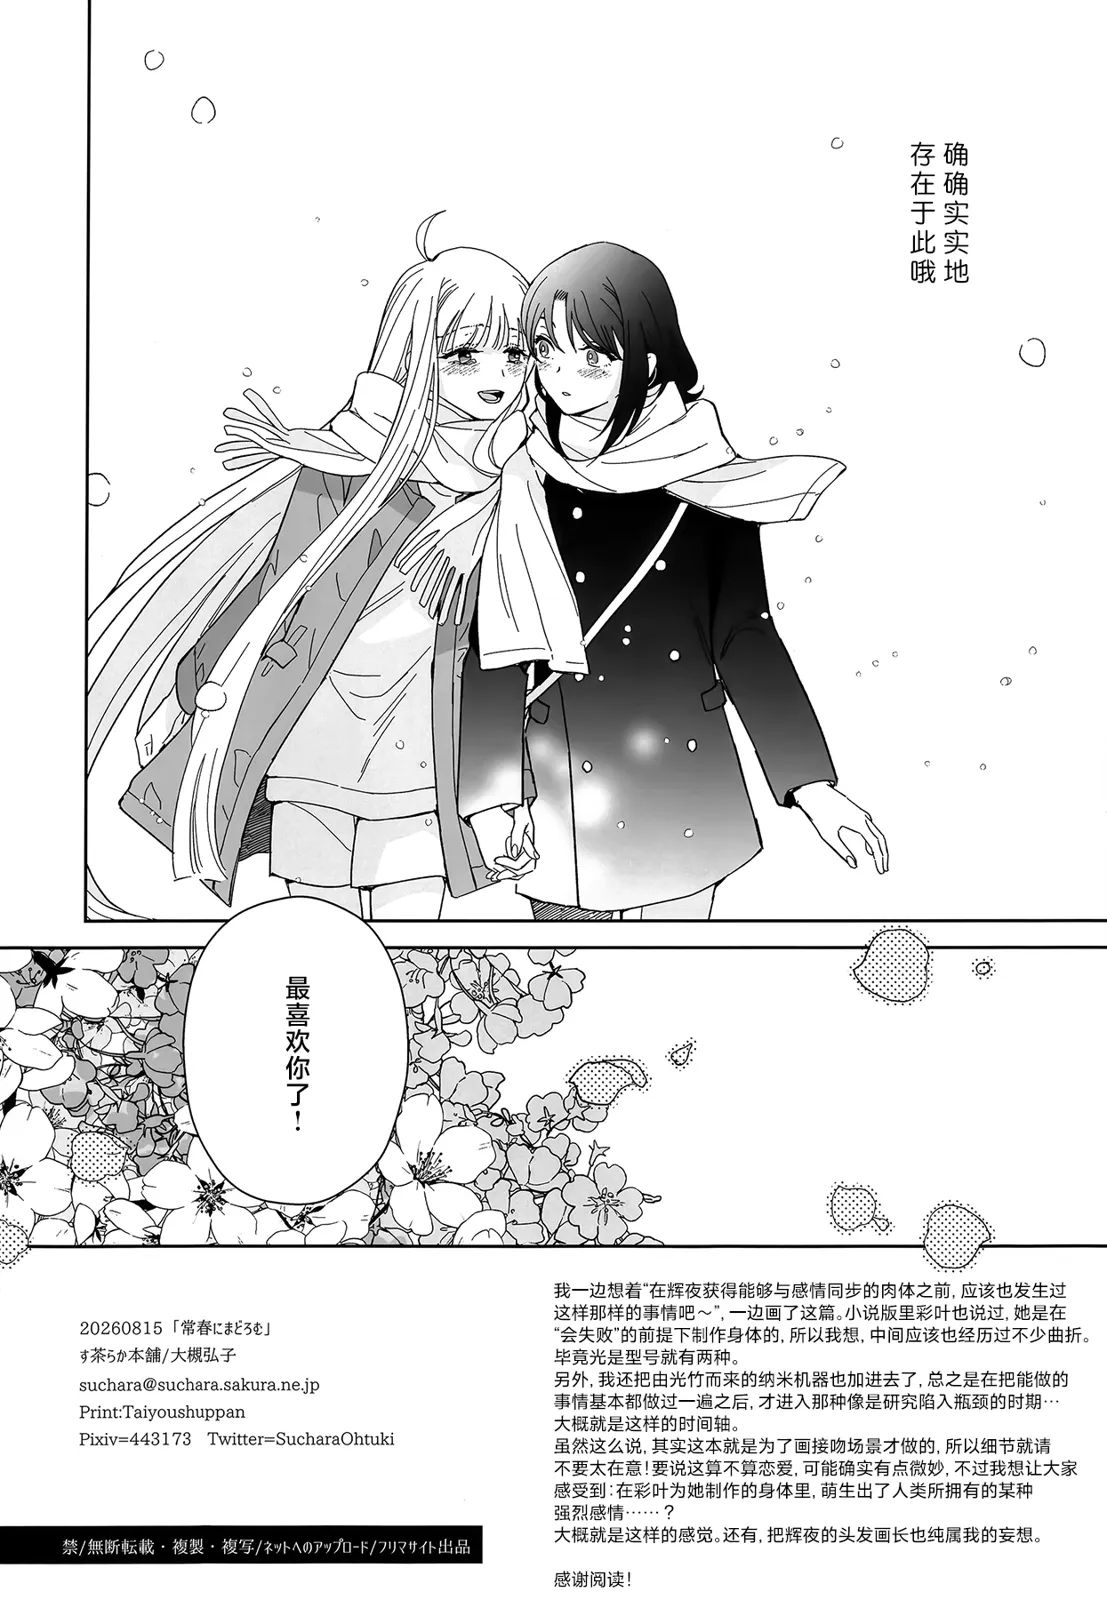 确确实实地
存在于此哦
最喜欢你了！
20260815「常春にまどろむ」
す茶らか本舗/大槻弘子
suchara@suchara.sakura.ne.jp
Print:Taiyoushuppan
Pixiv=443173 Twitter=SucharaOhtuki
禁/無断転載・複製・複写/ネットへのアップロード/フリマサイト出品
我一边想着“在辉夜获得能够与感情同步的肉体之前，应该也发生过
这样那样的事情吧～”，一边画了这篇。小说版里彩叶也说过，她是在
“会失败”的前提下制作身体的，所以我想，中间应该也经历过不少曲折。
毕竟光是型号就有两种。
另外，我还把由光竹而来的纳米机器也加进去了，总之是在把能做的
事情基本都做过一遍之后，才进入那种像是研究陷入瓶颈的时期…
大概就是这样的时间轴。
虽然这么说，其实这本就是为了画接吻场景才做的，所以细节就请
不要太在意！要说这算不算恋爱，可能确实有点微妙，不过我想让大家
感受到：在彩叶为她制作的身体里，萌生出了人类所拥有的某种
强烈感情……？
大概就是这样的感觉。还有，把辉夜的头发画长也纯属我的妄想。
感谢阅读！